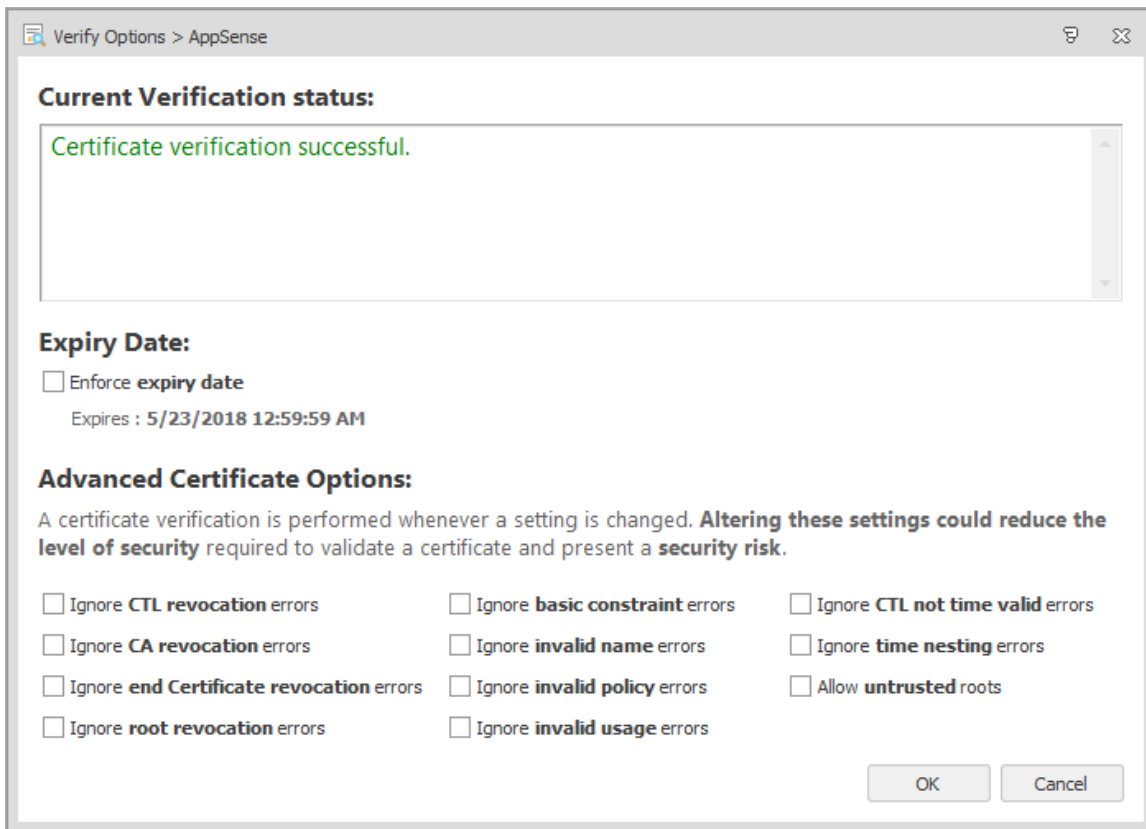 Verify Options > AppSense
Current Verification status:
Certificate verification successful.
Expiry Date:
Enforce expiry date
Expires : 5/23/2018 12:59:59 AM
Advanced Certificate Options:
A certificate verification is performed whenever a setting is changed. Altering these settings could reduce the
level of security required to validate a certificate and present a security risk.
Ignore CTL revocation errors
Ignore basic constraint errors
Ignore CTL not time valid errors
Ignore CA revocation errors
Ignore invalid name errors
Ignore time nesting errors
Ignore end Certificate revocation errors
Ignore invalid policy errors
Allow untrusted roots
Ignore root revocation errors
Ignore invalid usage errors
OK
Cancel